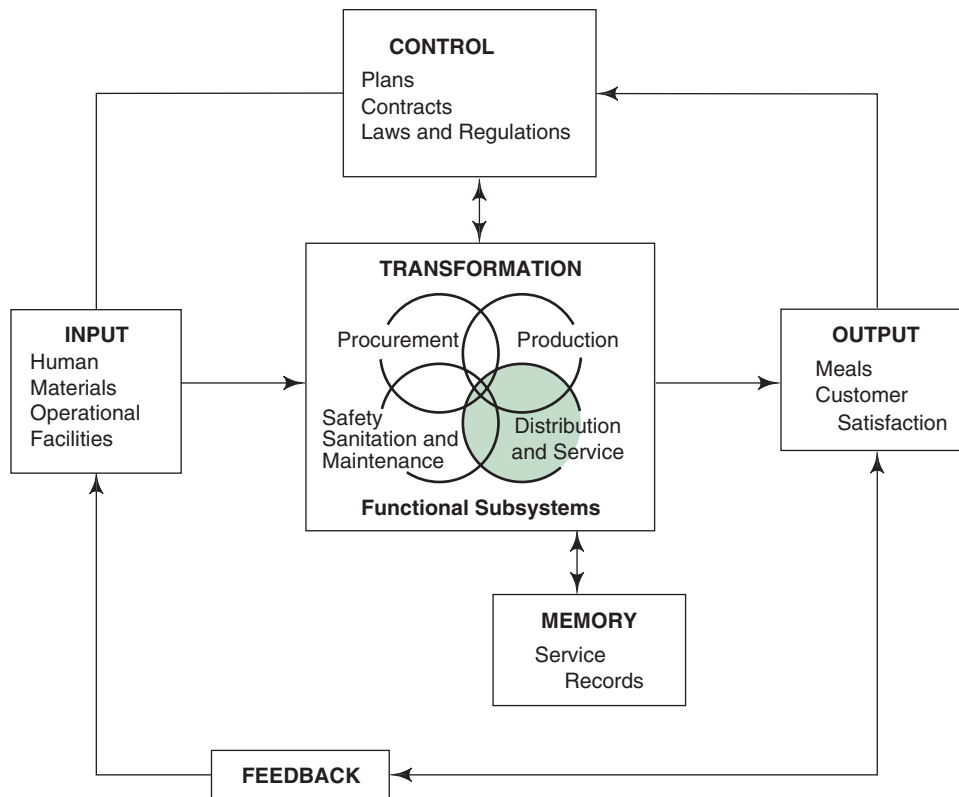 CONTROL
Plans
Contracts
Laws and Regulations
TRANSFORMATION
Procurement
Production
Safety
Sanitation and
Maintenance
Distribution
and Service
Functional Subsystems
INPUT
Human
Materials
Operational
Facilities
OUTPUT
Meals
Customer
Satisfaction
MEMORY
Service
Records
FEEDBACK